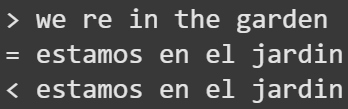 > we re in the garden
= estamos en el jardin
< estamos en el jardin